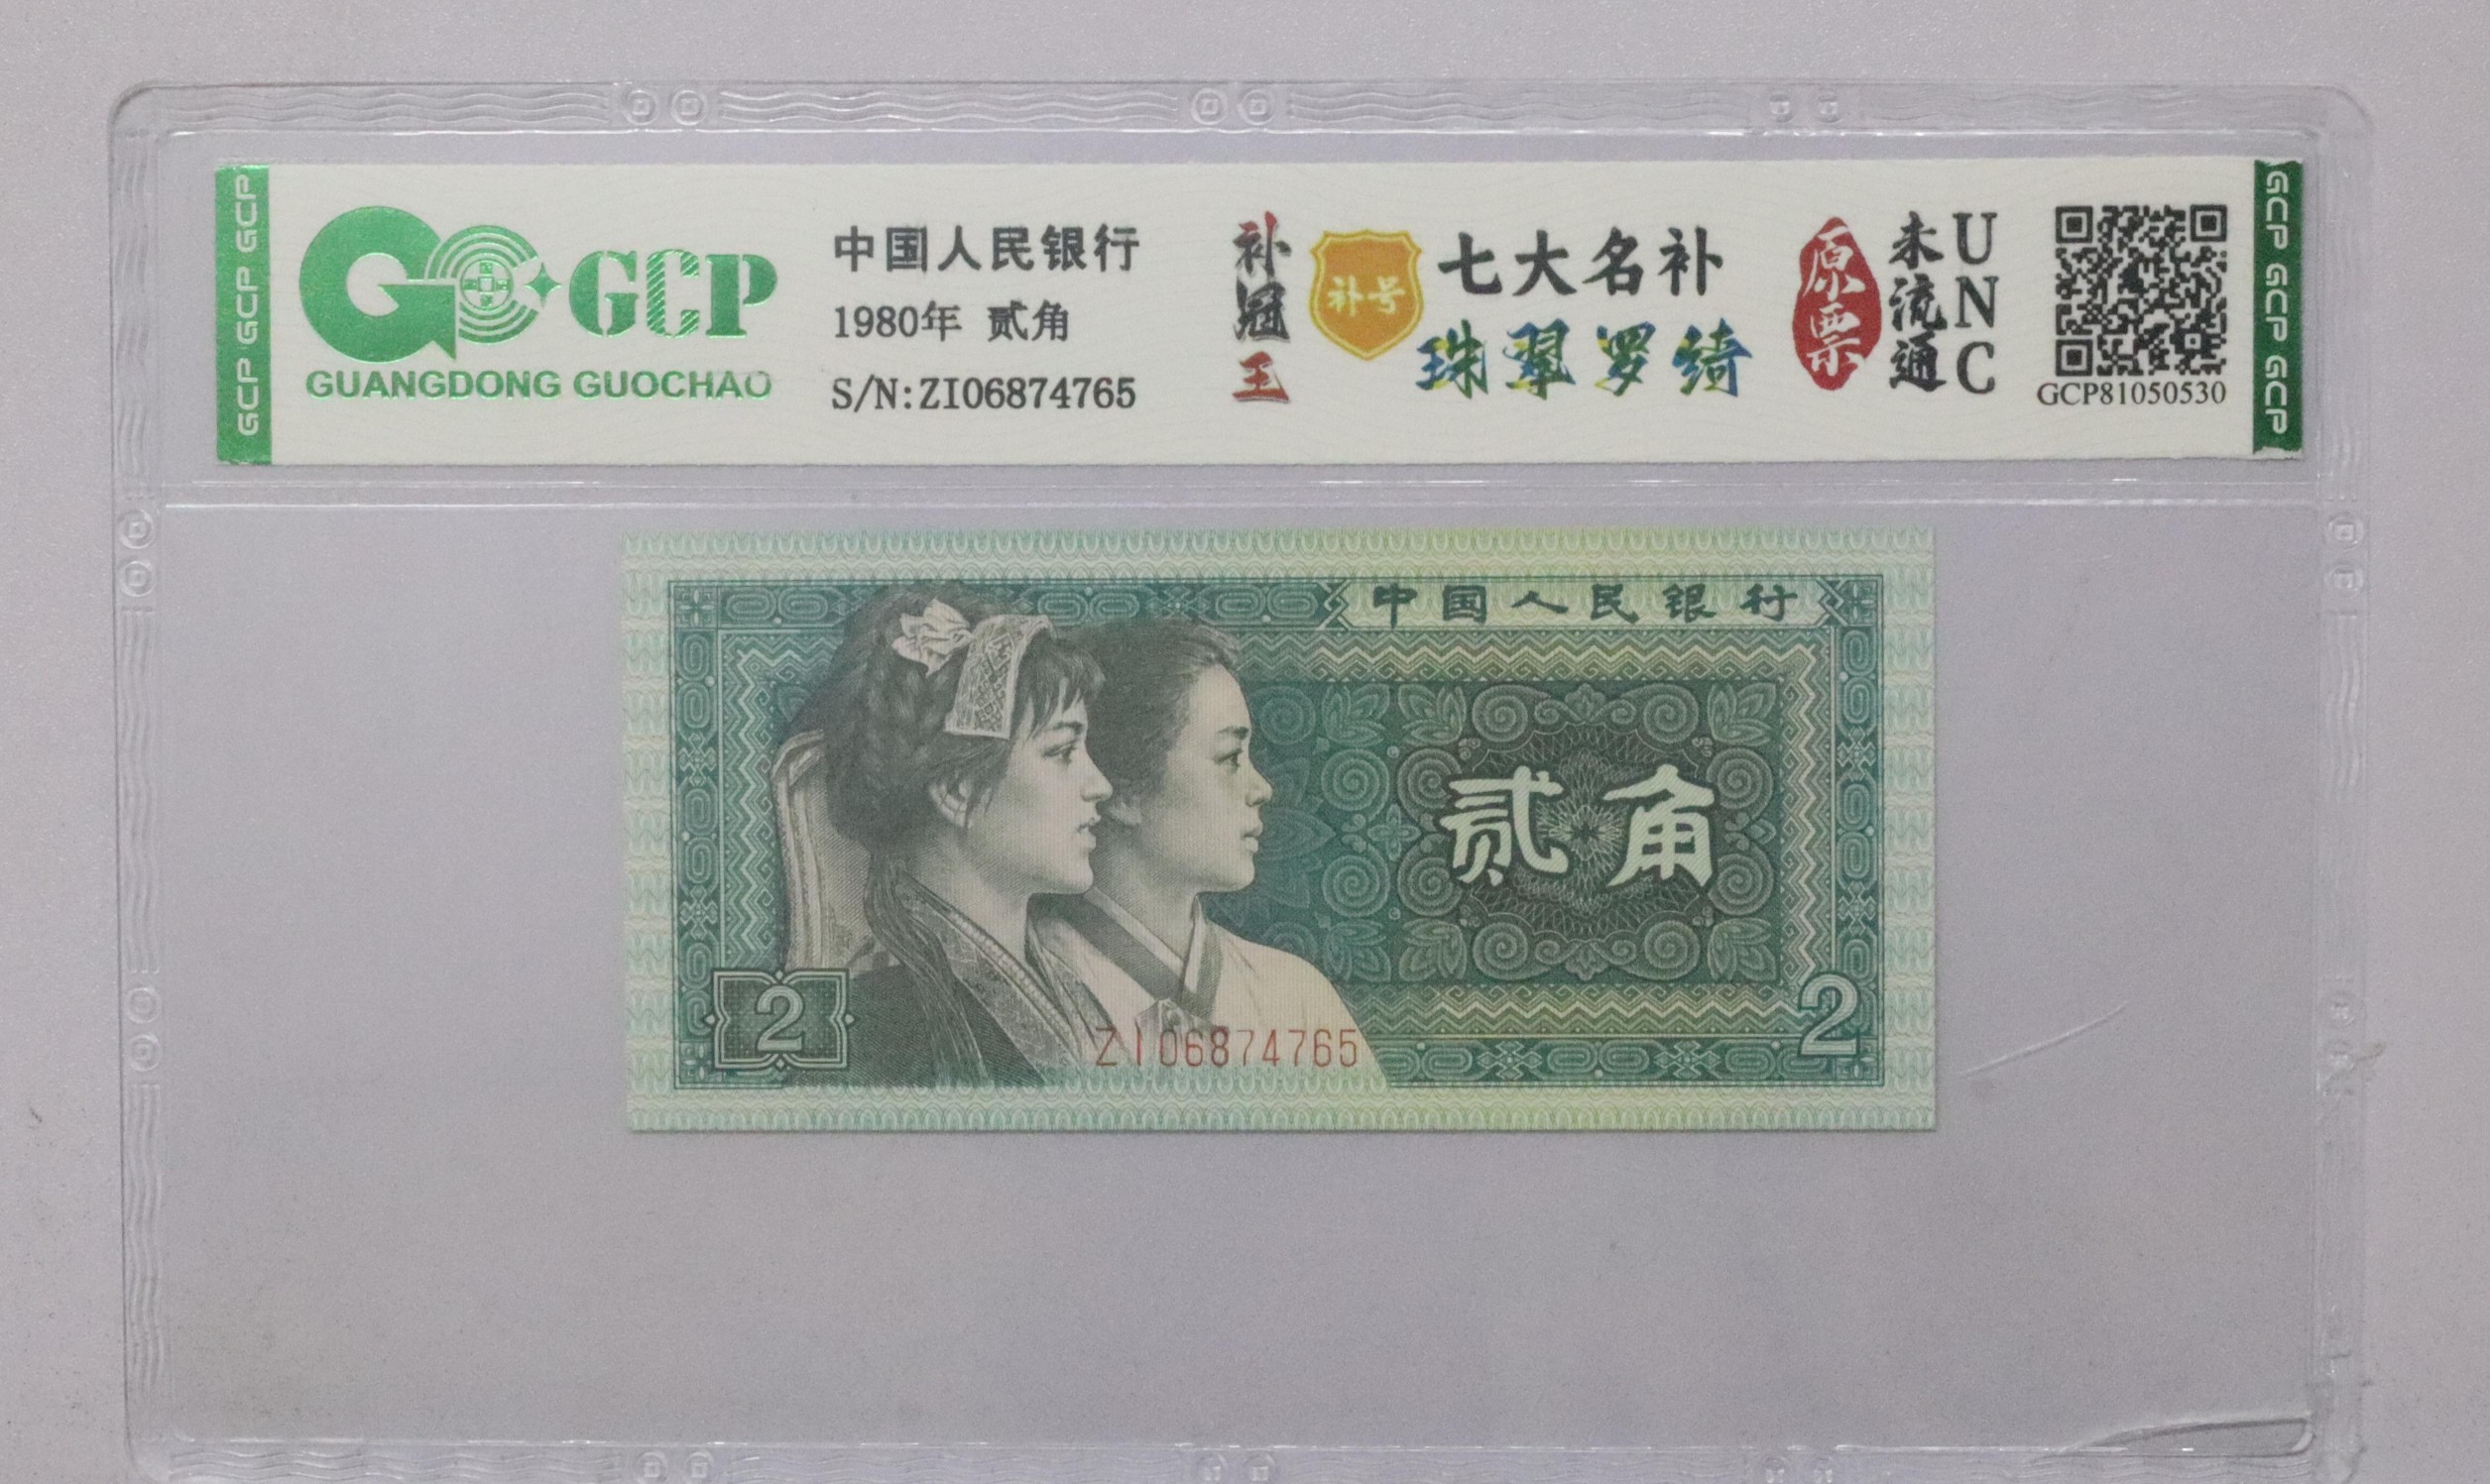 GCP GCP GCP
GCP
GUANGDONG GUOCHAO
中国人民银行
1980年 贰角
S/N:ZI06874765
补冠王
补号
七大名补
珠翠罗绮
原票
未流通
UNC
GCP81050530
GCP GCP GCP
中国人民银行
贰角
2
ZI06874765
2